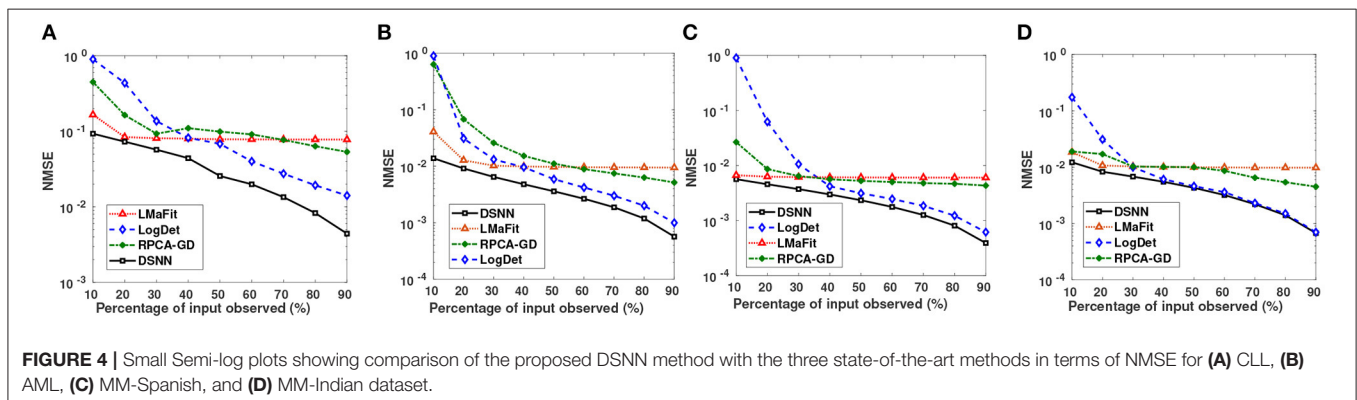 A
10 0
10 -1
10 -2
10 -3
NMSE
LMaFit
LogDet
RPCA-GD
DSNN
10 20 30 40 50 60 70 80 90
Percentage of input observed (%)
B
10 0
10 -1
10 -2
10 -3
10 -4
NMSE
DSNN
LMaFit
RPCA-GD
LogDet
10 20 30 40 50 60 70 80 90
Percentage of input observed (%)
C
10 0
10 -1
10 -2
10 -3
10 -4
NMSE
DSNN
LogDet
LMaFit
RPCA-GD
10 20 30 40 50 60 70 80 90
Percentage of input observed (%)
D
10 0
10 -1
10 -2
10 -3
10 -4
NMSE
DSNN
LMaFit
LogDet
RPCA-GD
10 20 30 40 50 60 70 80 90
Percentage of input observed (%)
FIGURE 4 | Small Semi-log plots showing comparison of the proposed DSNN method with the three state-of-the-art methods in terms of NMSE for (A) CLL, (B)
AML, (C) MM-Spanish, and (D) MM-Indian dataset.